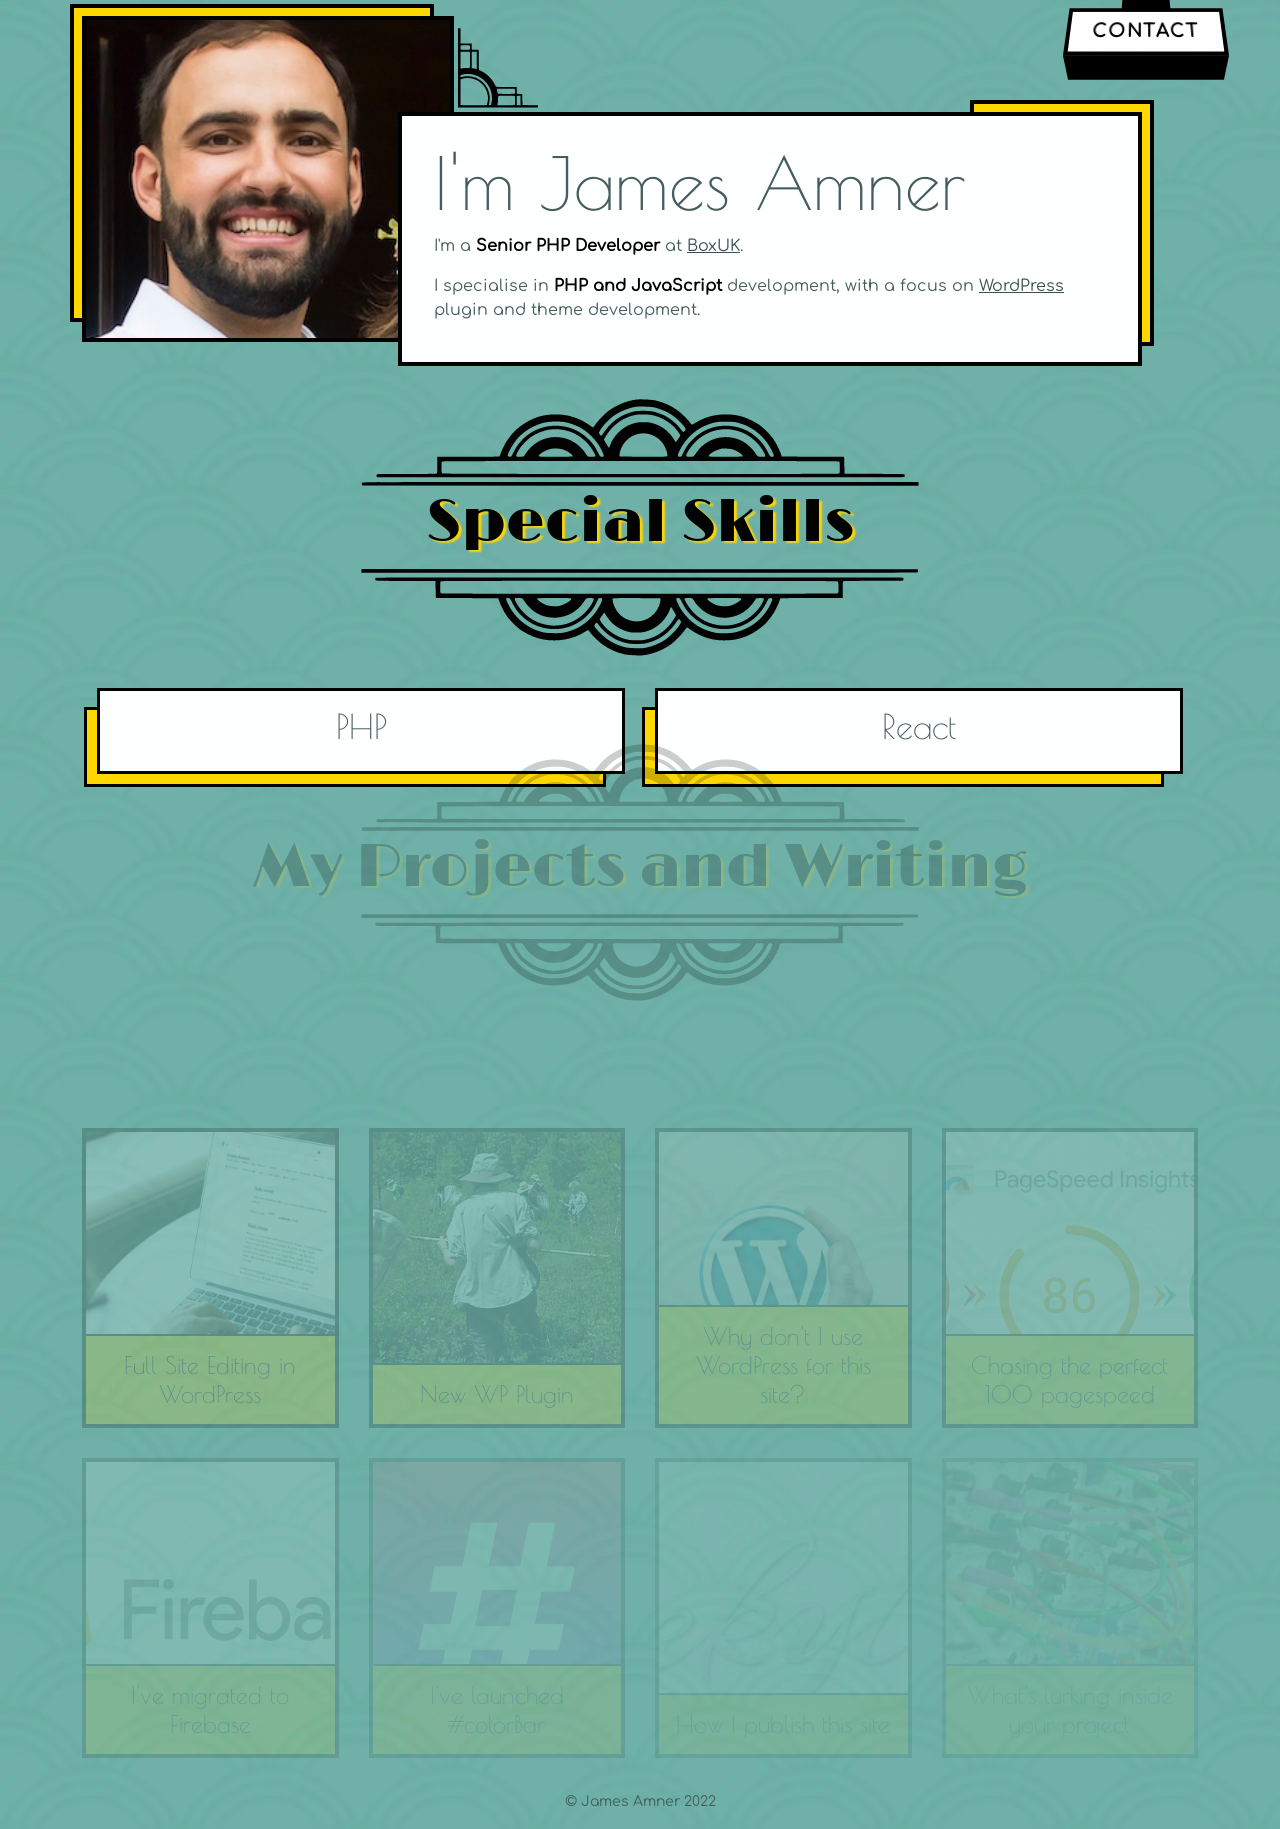 CONTACT
I'm James Amner
I'm a Senior PHP Developer at BoxUK.
I specialise in PHP and JavaScript development, with a focus on WordPress
plugin and theme development.
Special Skills
PHP
React
My Projects and Writing
PageSpeed Insights
86
Full Site Editing in
WordPress
New WP Plugin
Why don't I use
WordPress for this
site?
Chasing the perfect
100 pagespeed
Fireba
#
I've migrated to
Firebase
I've launched
#colorBar
How I publish this site
What's lurking inside
your project
© James Amner 2022